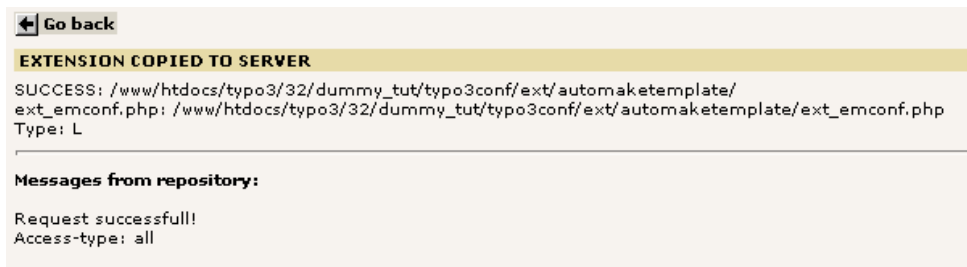 Go back
EXTENSION COPIED TO SERVER
SUCCESS: /www/htdocs/typo3/32/dummy_tut/typo3conf/ext/automaketemplate/
ext_emconf.php: /www/htdocs/typo3/32/dummy_tut/typo3conf/ext/automaketemplate/ext_emconf.php
Type: L
Messages from repository:
Request successfull!
Access-type: all